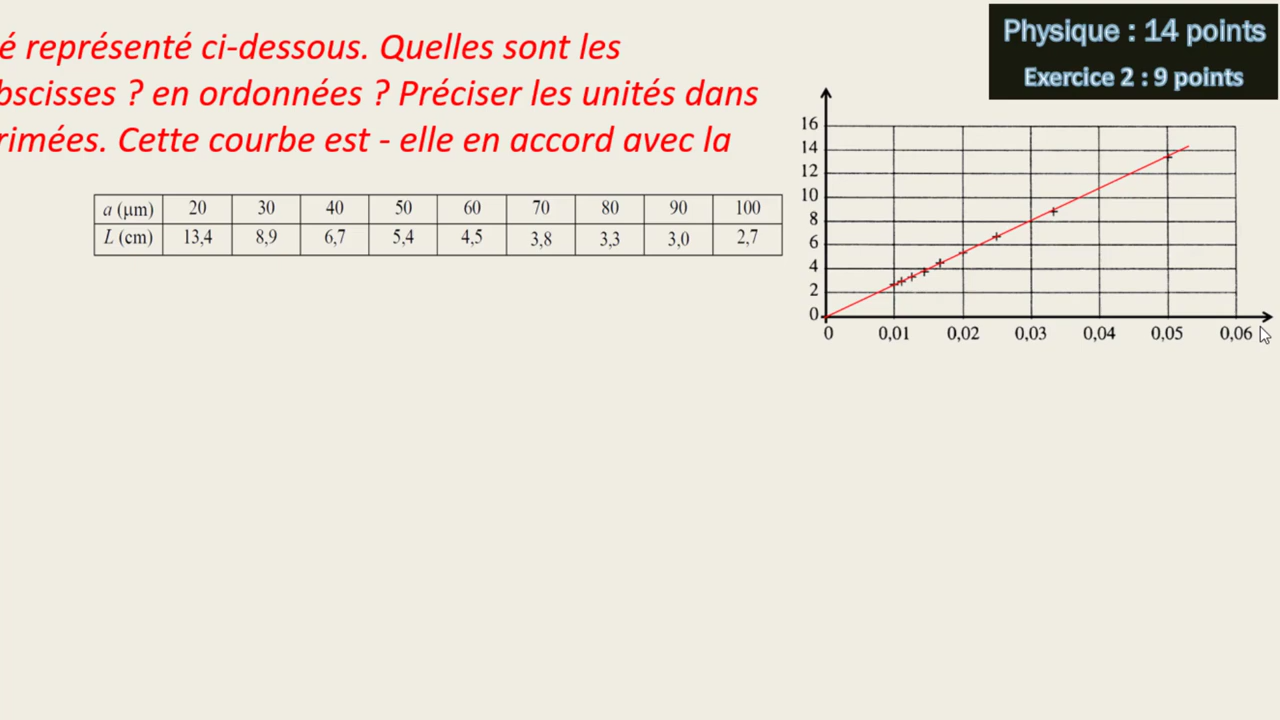 é représenté ci-dessous. Quelles sont les
bscisses ? en ordonnées ? Préciser les unités dans
rimées. Cette courbe est - elle en accord avec la
Physique : 14 points
Exercice 2 : 9 points
a (μm) 20 30 40 50 60 70 80 90 100
L (cm) 13,4 8,9 6,7 5,4 4,5 3,8 3,3 3,0 2,7
16
14
12
10
8
6
4
2
0
0 0,01 0,02 0,03 0,04 0,05 0,06